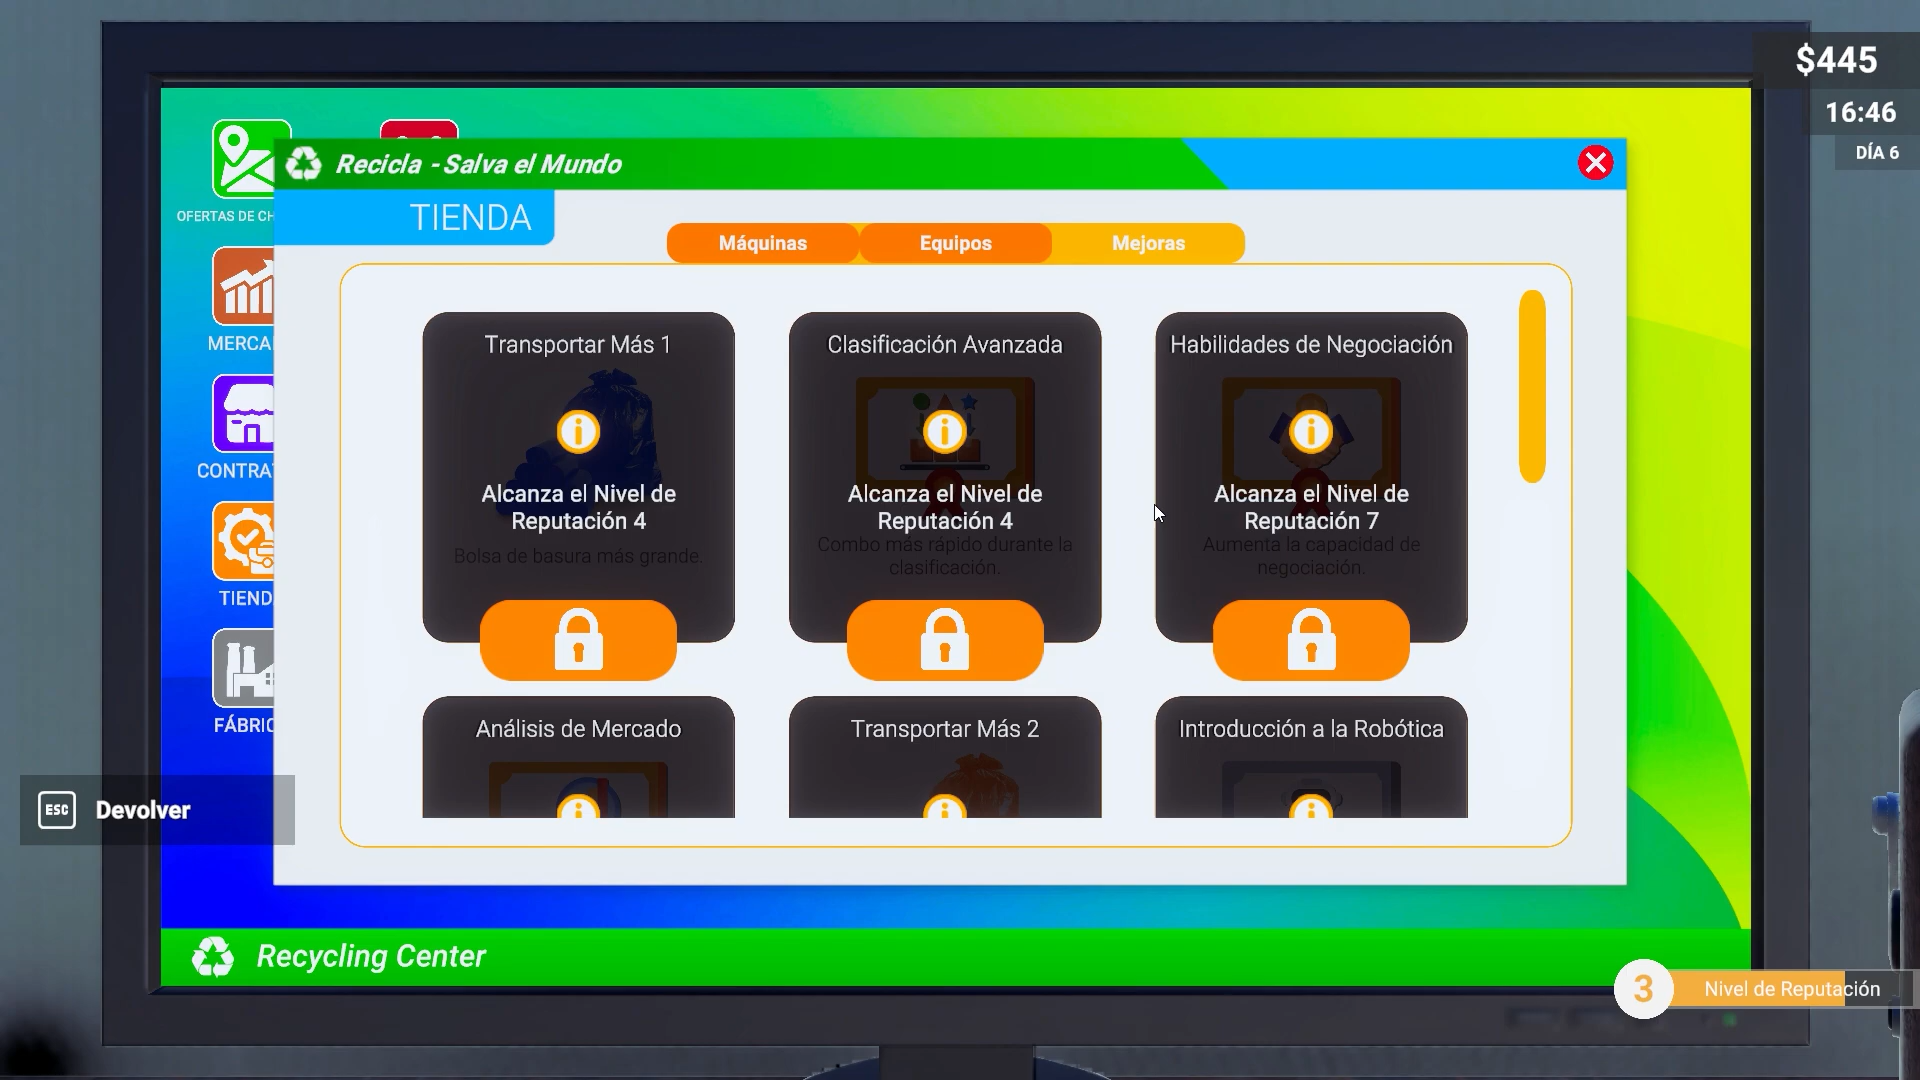 $445
16:46
DÍA 6
Recicla - Salva el Mundo
TIENDA
Máquinas
Equipos
Mejoras
OFERTAS DE CH
MERCA
CONTRA
TIEND
FÁBRIC
Transportar Más 1
Alcanza el Nivel de
Reputación 4
Bolsa de basura más grande.
Clasificación Avanzada
Alcanza el Nivel de
Reputación 4
Combo más rápido durante la
clasificación.
Habilidades de Negociación
Alcanza el Nivel de
Reputación 7
Aumenta la capacidad de
negociación.
Análisis de Mercado
Transportar Más 2
Introducción a la Robótica
ESC Devolver
Recycling Center
3 Nivel de Reputación